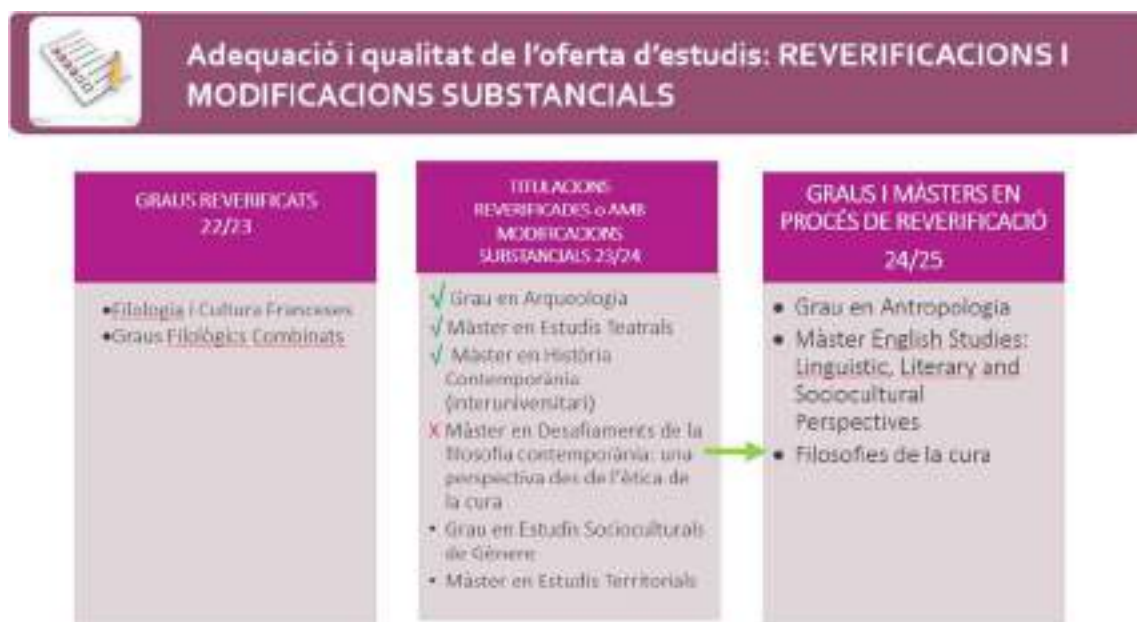 Adequació i qualitat de l'oferta d'estudis: REVERIFICACIONS I
MODIFICACIONS SUBSTANCIALS
GRAUS REVERIFICATS
22/23
•Filologia i Cultura Franceses
•Graus Filològics Combinats
TITULACIONS
REVERIFICADES o AMB
MODIFICACIONS
SUBSTANCIALS 23/24
√ Grau en Arqueologia
√ Màster en Estudis Teatrals
√ Màster en Història
Contemporània
(interuniversitari)
X Màster en Desafiaments de la
filosofia contemporània: una
perspectiva des de l'ètica de
la cura
• Grau en Estudis Socioculturals
de Gènere
• Màster en Estudis Territorials
GRAUS I MÀSTERS EN
PROCÉS DE REVERIFICACIÓ
24/25
• Grau en Antropologia
• Màster English Studies:
Linguistic, Literary and
Sociocultural
Perspectives
• Filosofies de la cura